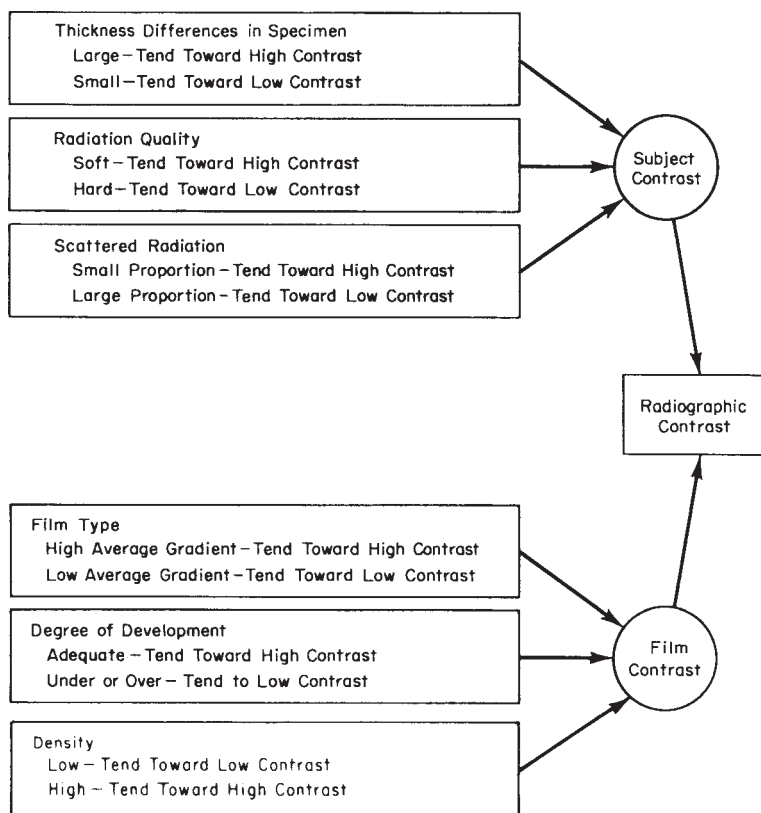 Thickness Differences in Specimen
Large – Tend Toward High Contrast
Small – Tend Toward Low Contrast
Radiation Quality
Soft – Tend Toward High Contrast
Hard – Tend Toward Low Contrast
Scattered Radiation
Small Proportion – Tend Toward High Contrast
Large Proportion – Tend Toward Low Contrast
Subject
Contrast
Radiographic
Contrast
Film Type
High Average Gradient – Tend Toward High Contrast
Low Average Gradient – Tend Toward Low Contrast
Degree of Development
Adequate – Tend Toward High Contrast
Under or Over – Tend to Low Contrast
Density
Low – Tend Toward Low Contrast
High – Tend Toward High Contrast
Film
Contrast